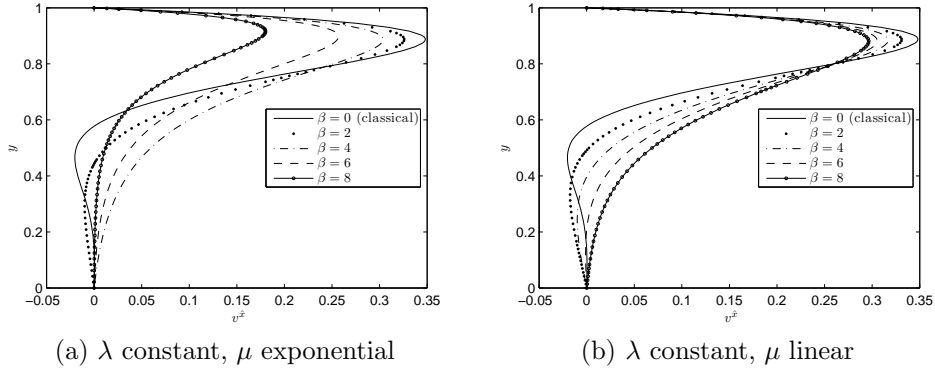 1
0.8
0.6
0.4
0.2
0
y
−0.05 0 0.05 0.1 0.15 0.2 0.25 0.3 0.35
v^x̂
β = 0 (classical)
β = 2
β = 4
β = 6
β = 8
(a) λ constant, μ exponential
1
0.8
0.6
0.4
0.2
0
y
−0.05 0 0.05 0.1 0.15 0.2 0.25 0.3 0.35
v^x̂
β = 0 (classical)
β = 2
β = 4
β = 6
β = 8
(b) λ constant, μ linear